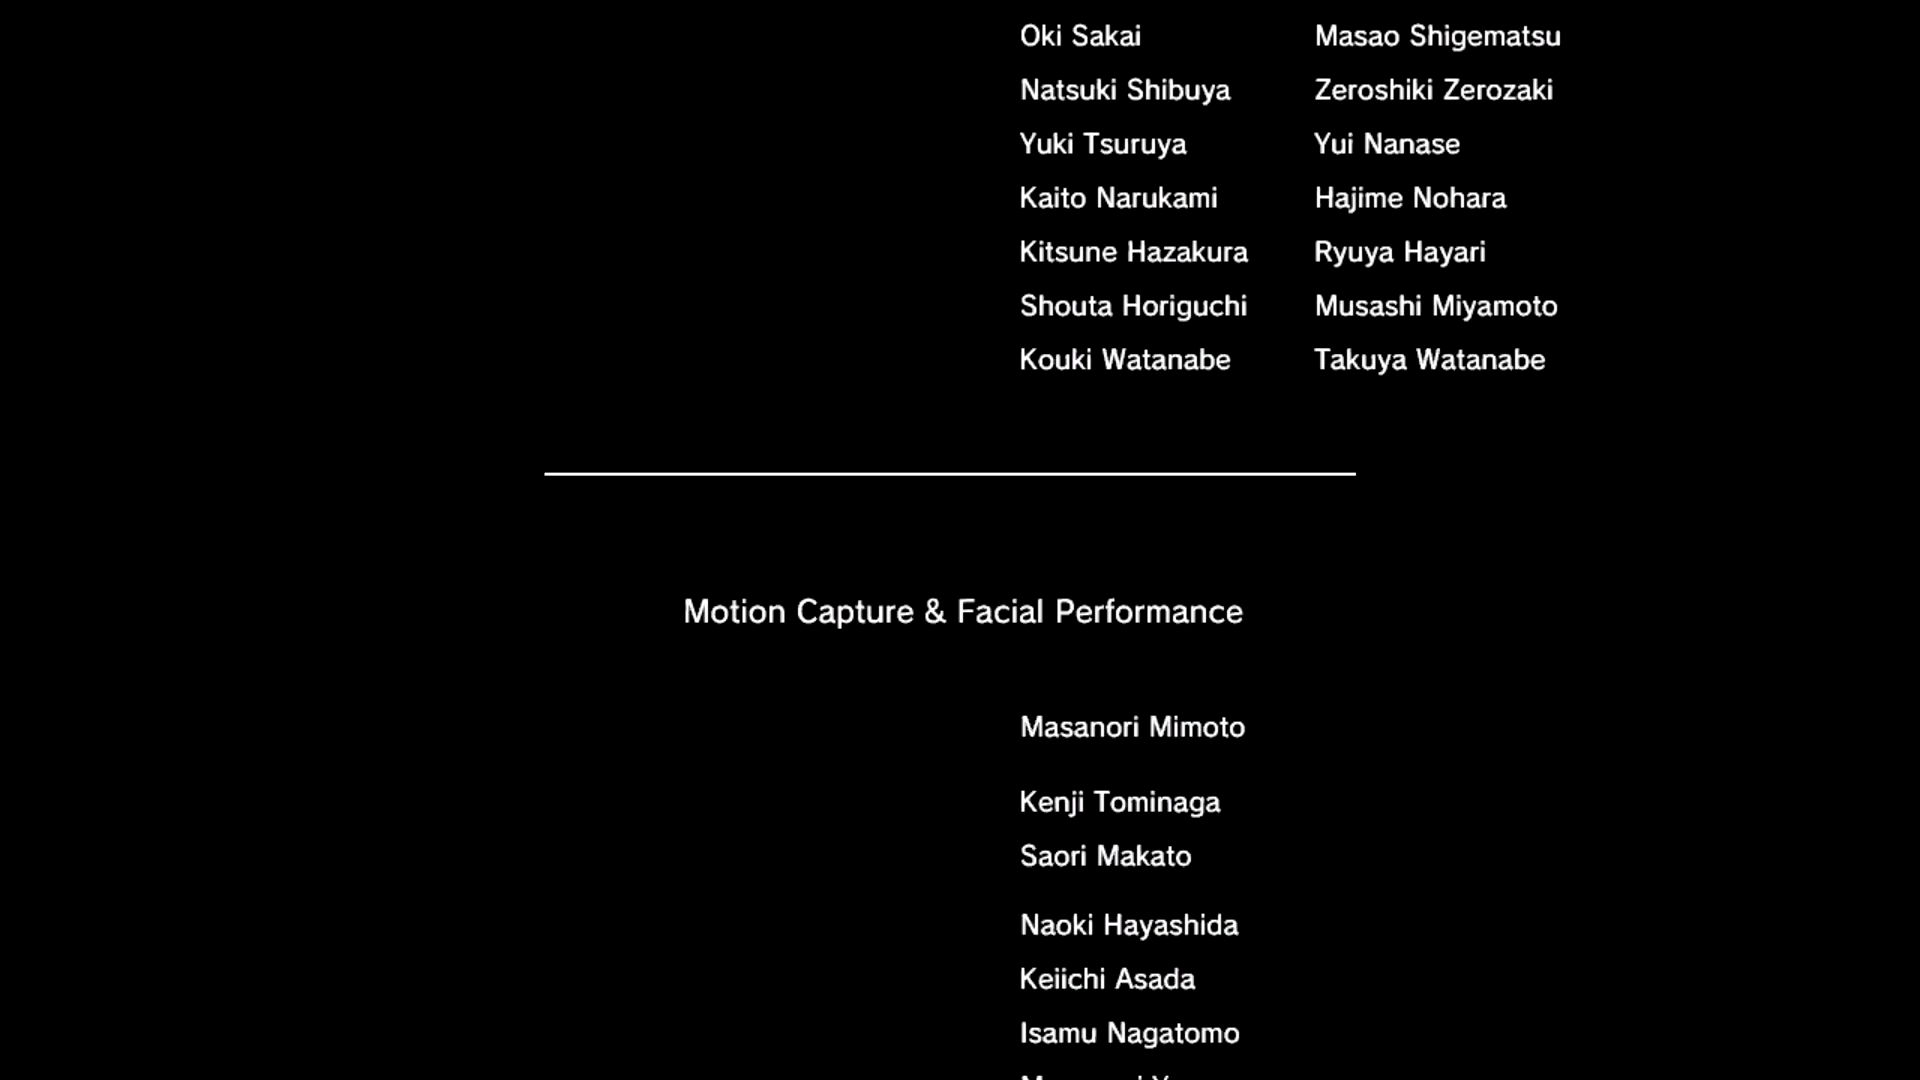 Oki Sakai Masao Shigematsu
Natsuki Shibuya Zeroshiki Zerozaki
Yuki Tsuruya Yui Nanase
Kaito Narukami Hajime Nohara
Kitsune Hazakura Ryuya Hayari
Shouta Horiguchi Musashi Miyamoto
Kouki Watanabe Takuya Watanabe
Motion Capture & Facial Performance
Masanori Mimoto
Kenji Tominaga
Saori Makato
Naoki Hayashida
Keiichi Asada
Isamu Nagatomo